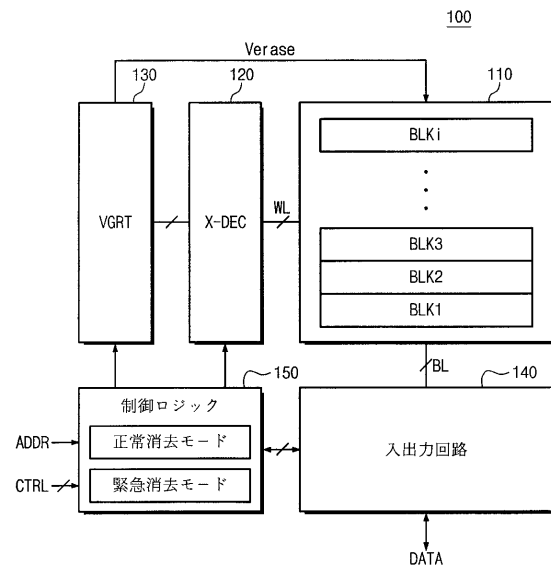 100
Verase
130
120
110
VGRT
X-DEC
WL
BLKi
BLK3
BLK2
BLK1
BL
150
140
制御ロジック
正常消去モード
緊急消去モード
ADDR
CTRL
入出力回路
DATA